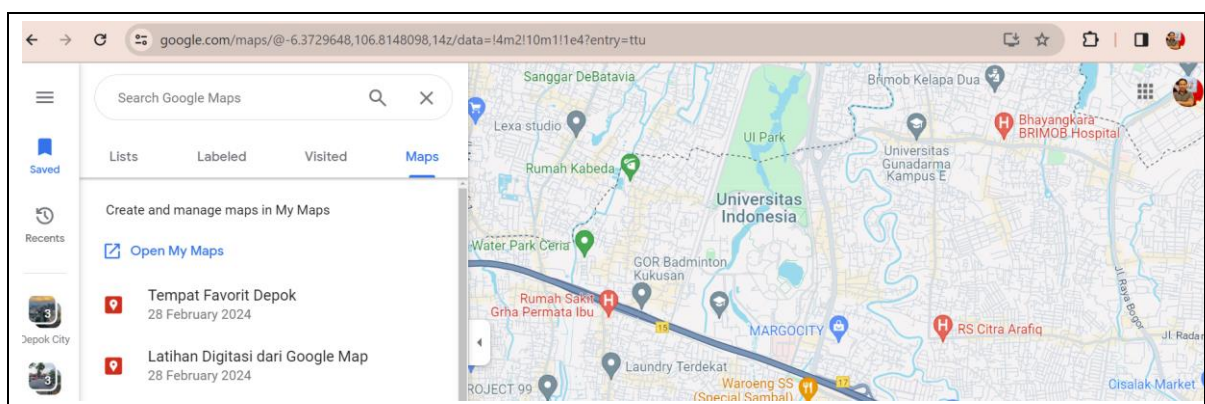 google.com/maps/@-6.3729648,106.8148098,14z/data=!4m2!10m1!1e4?entry=ttu
Search Google Maps
Saved
Lists Labeled Visited Maps
Recents
Create and manage maps in My Maps
Open My Maps
Tempat Favorit Depok
28 February 2024
3
Depok City
Latihan Digitasi dari Google Map
28 February 2024
3
Sanggar DeBatavia
Brimob Kelapa Dua
Lexa studio
UI Park
Bhayangkara
BRIMOB Hospital
Rumah Kabeda
Universitas
Gunadarma
Kampus E
Universitas
Indonesia
Water Park Ceria
GOR Badminton
Kukusan
Rumah Sakit
Grha Permata Ibu
15
MARGOCITY
RS Citra Arafiq
Jl. Raya Bogor
Jl. Radar
Laundry Terdekat
ROJECT 99
Waroeng SS
(Special Sambal)
17
Cisalak Market